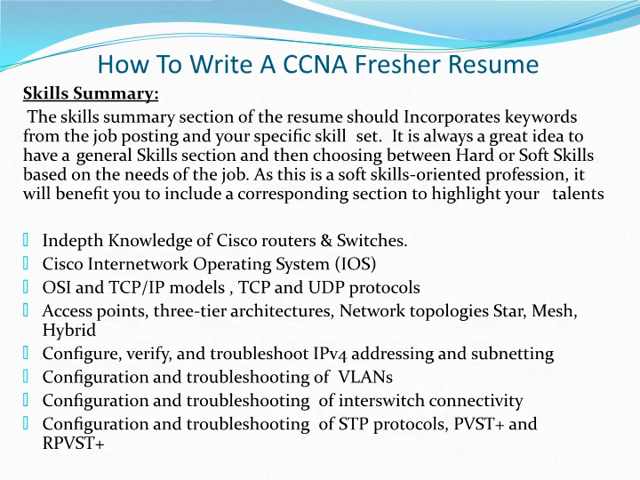 How To Write A CCNA Fresher Resume
Skills Summary:
The skills summary section of the resume should Incorporates keywords
from the job posting and your specific skill set. It is always a great idea to
have a general Skills section and then choosing between Hard or Soft Skills
based on the needs of the job. As this is a soft skills-oriented profession, it
will benefit you to include a corresponding section to highlight your talents
Indepth Knowledge of Cisco routers & Switches.
Cisco Internetwork Operating System (IOS)
OSI and TCP/IP models , TCP and UDP protocols
Access points, three-tier architectures, Network topologies Star, Mesh,
Hybrid
Configure, verify, and troubleshoot IPv4 addressing and subnetting
Configuration and troubleshooting of VLANs
Configuration and troubleshooting of interswitch connectivity
Configuration and troubleshooting of STP protocols, PVST+ and
RPVST+